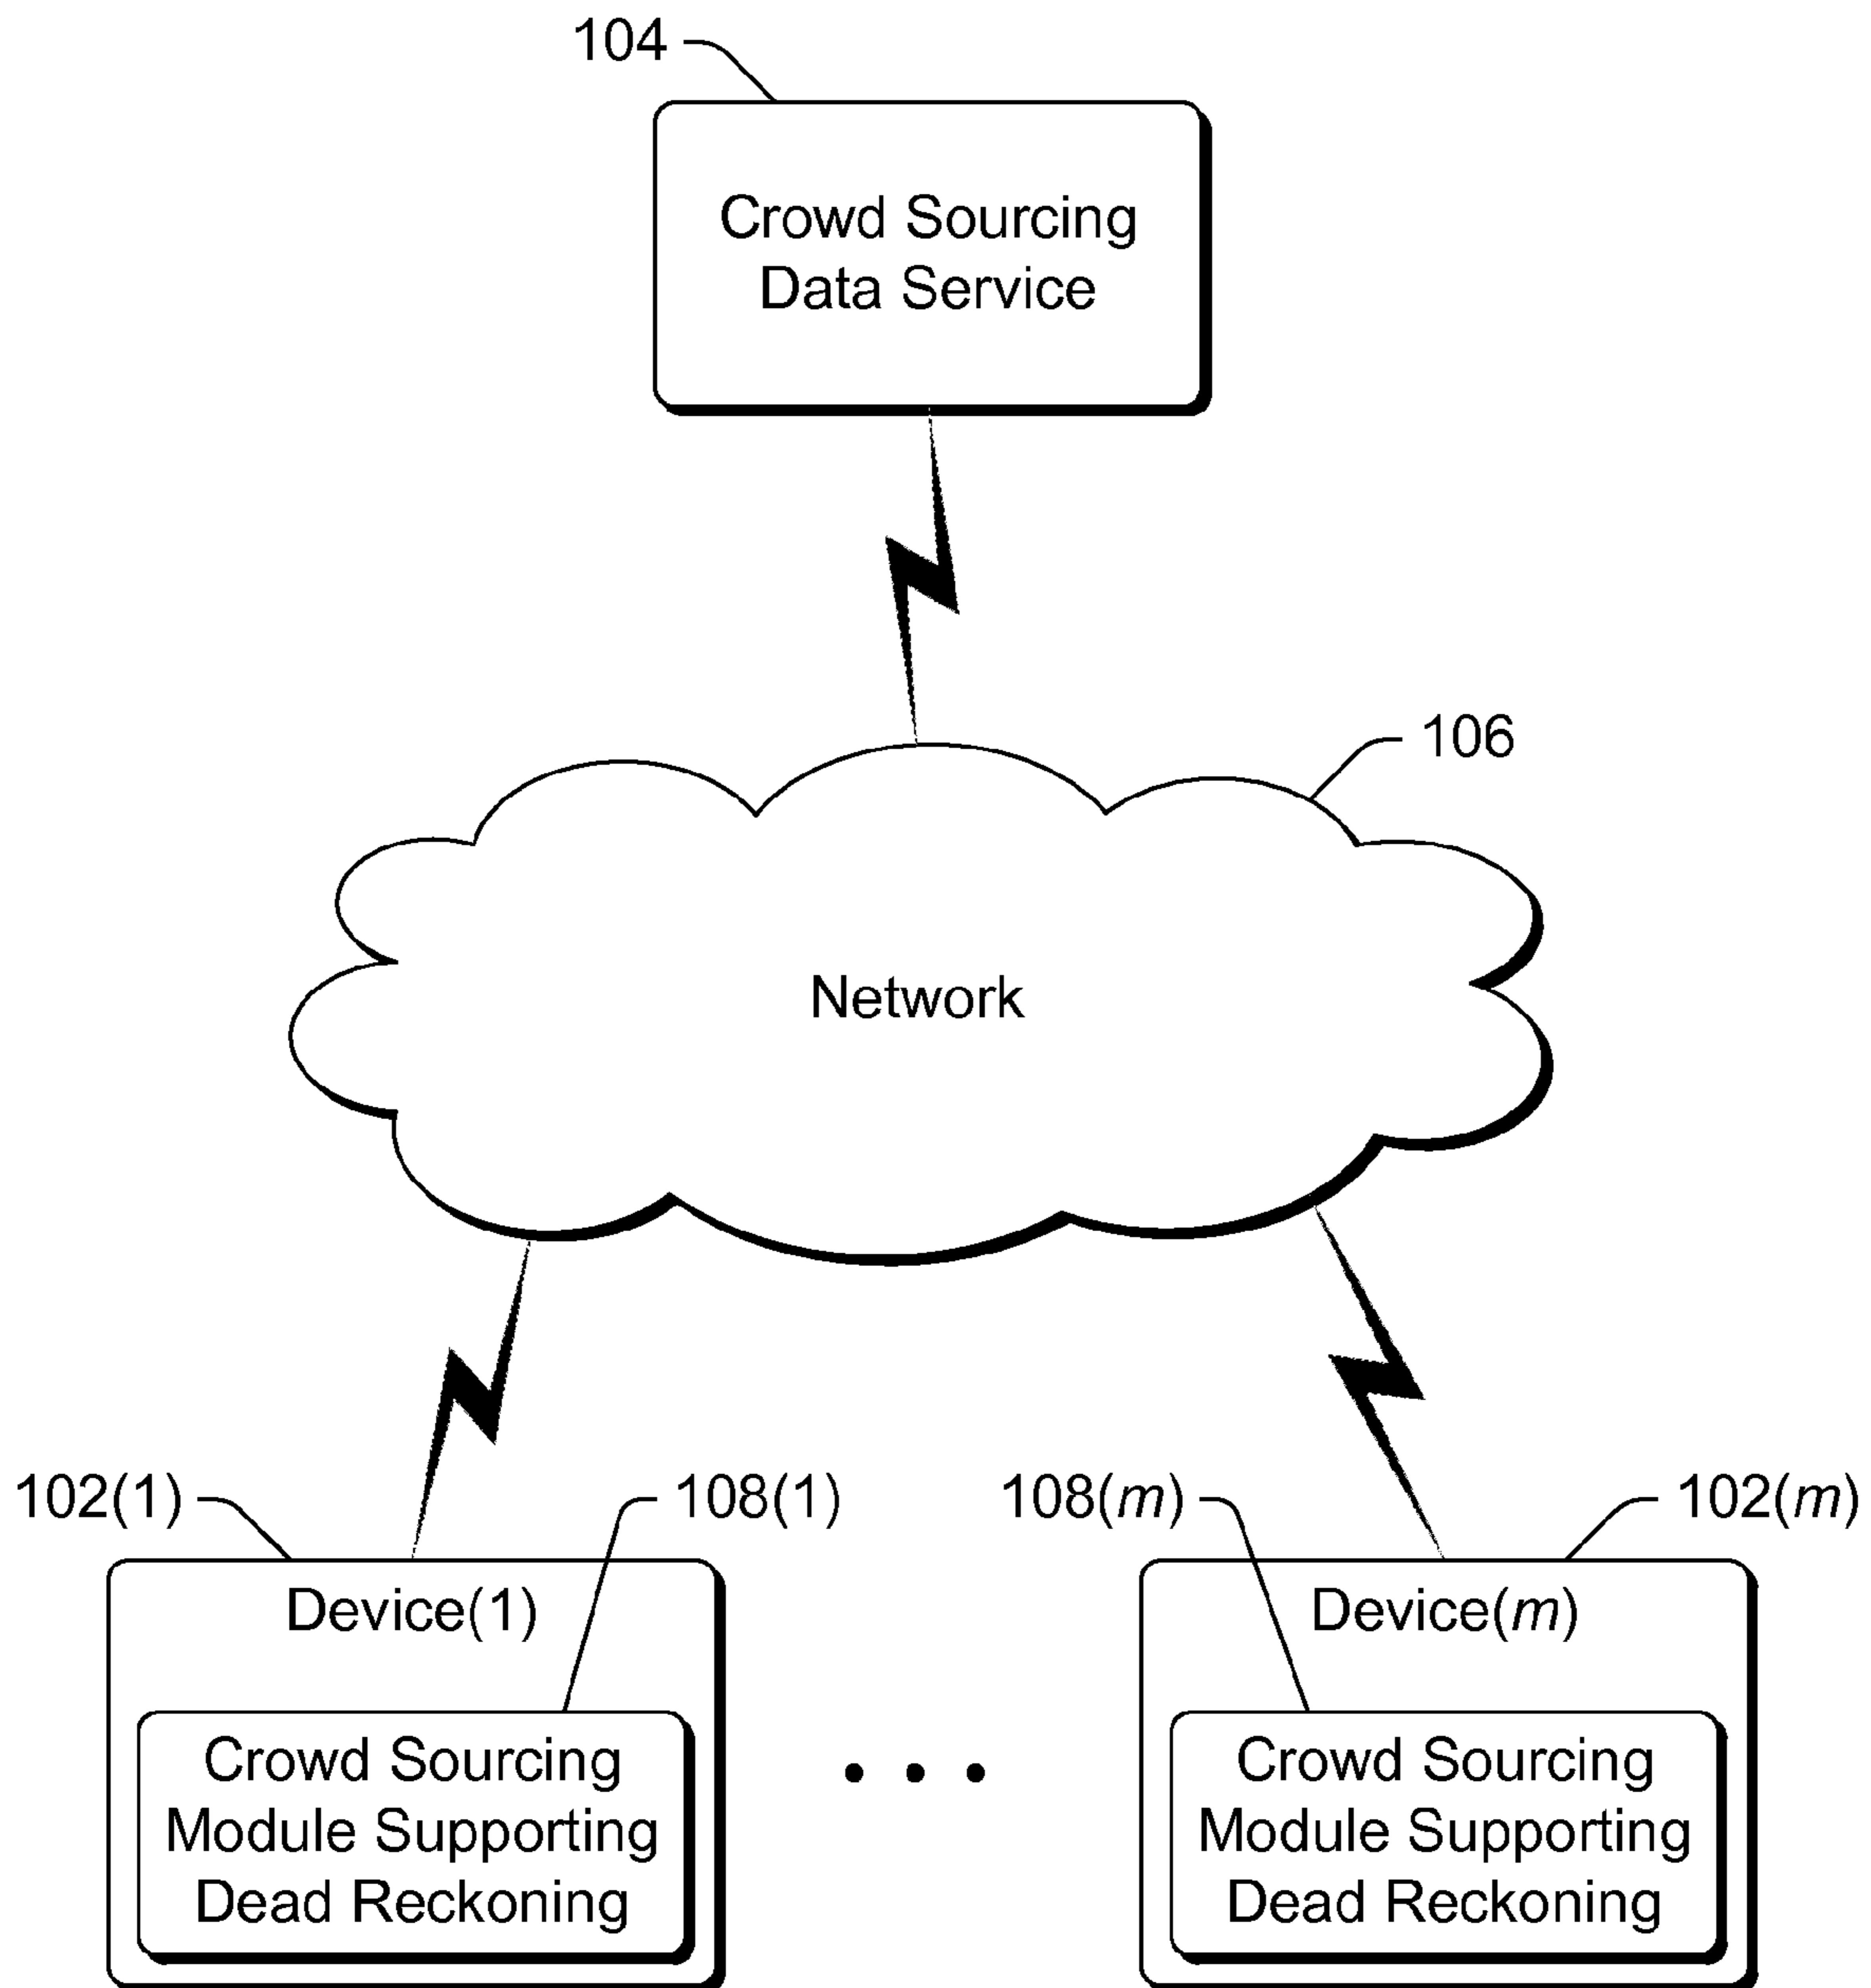 104
Crowd Sourcing
Data Service
106
Network
102(1)
108(1)
108(m)
102(m)
Device(1)
Device(m)
Crowd Sourcing
Module Supporting
Dead Reckoning
• • •
Crowd Sourcing
Module Supporting
Dead Reckoning